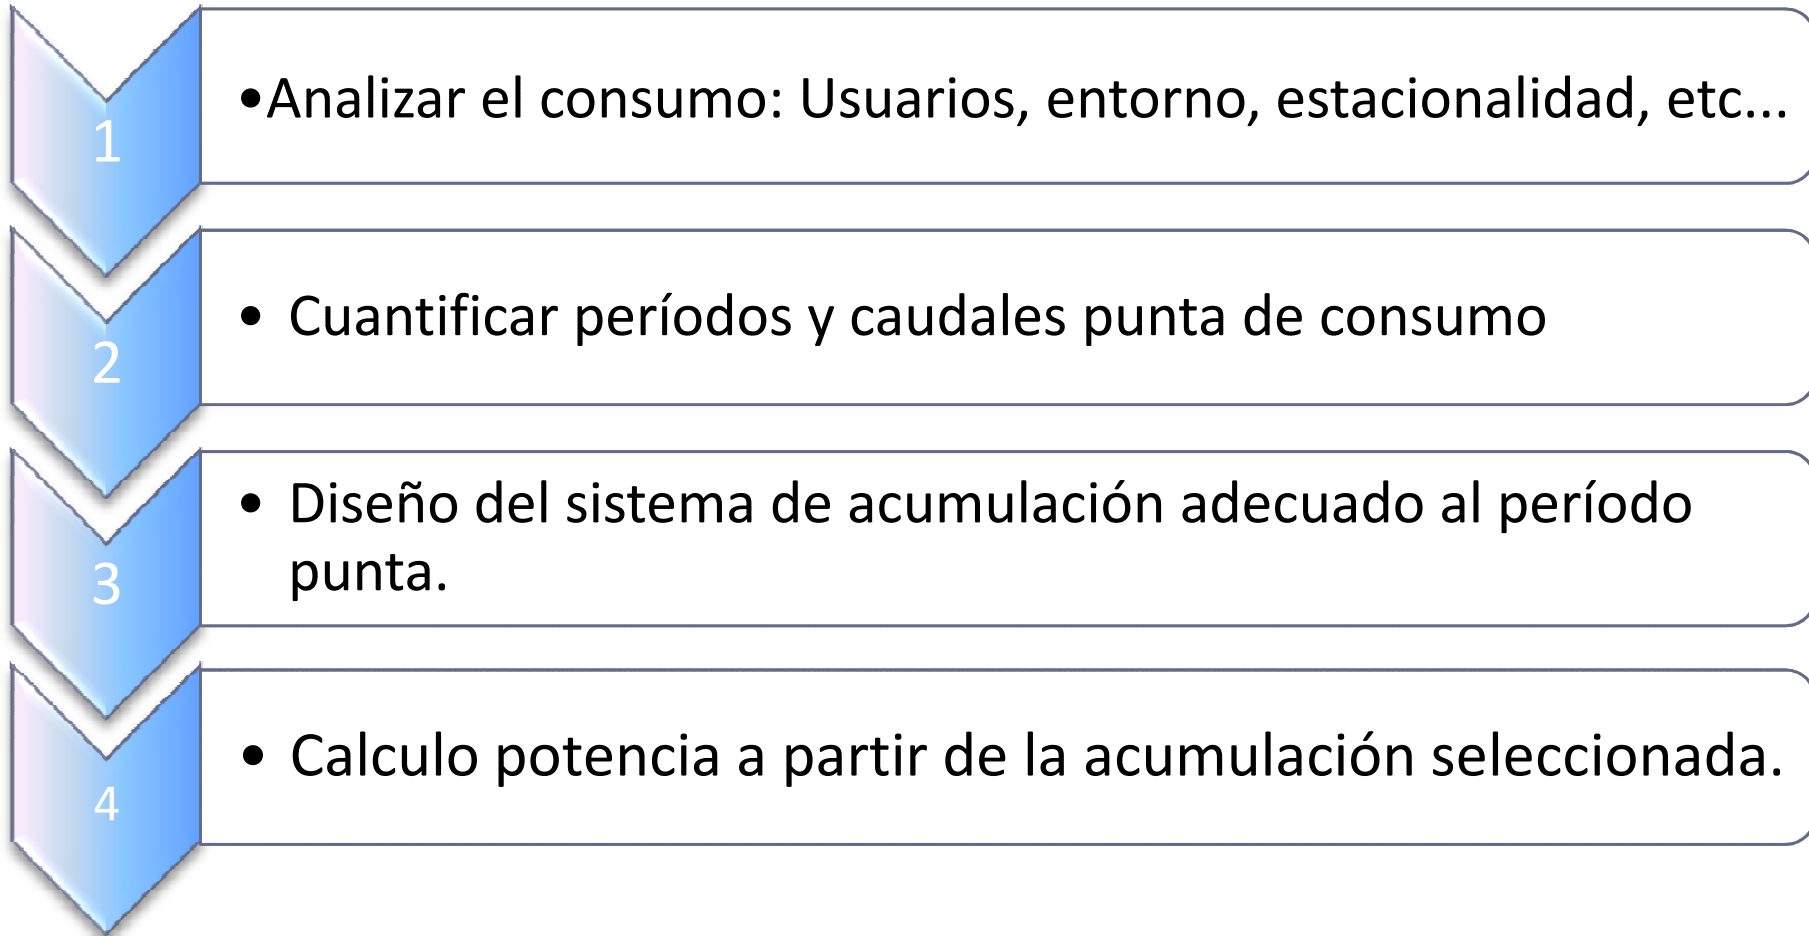 1
•Analizar el consumo: Usuarios, entorno, estacionalidad, etc...
2
• Cuantificar períodos y caudales punta de consumo
3
• Diseño del sistema de acumulación adecuado al período
punta.
4
• Calculo potencia a partir de la acumulación seleccionada.